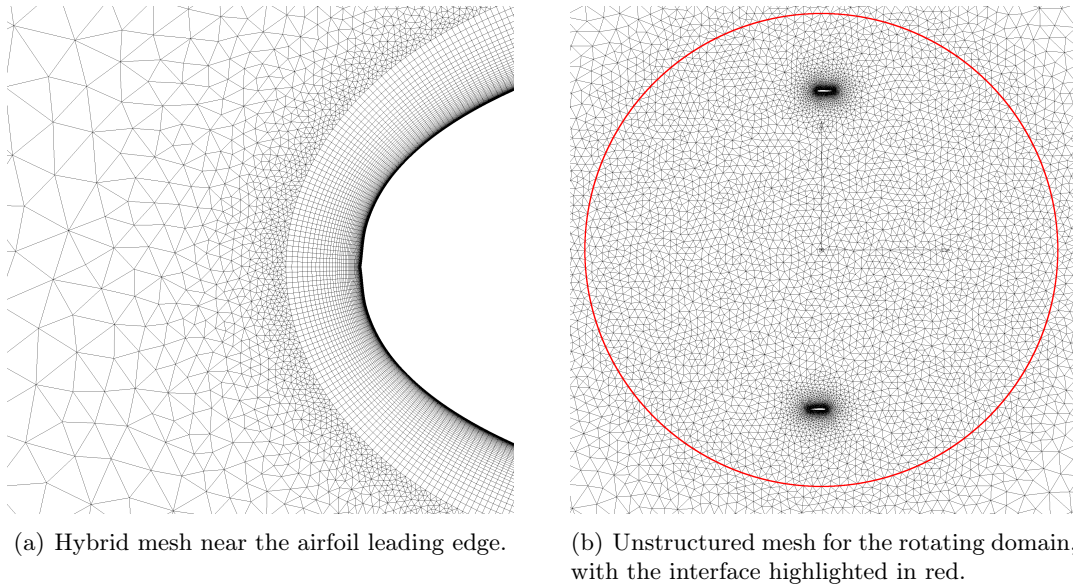 (a) Hybrid mesh near the airfoil leading edge.
(b) Unstructured mesh for the rotating domain,
with the interface highlighted in red.